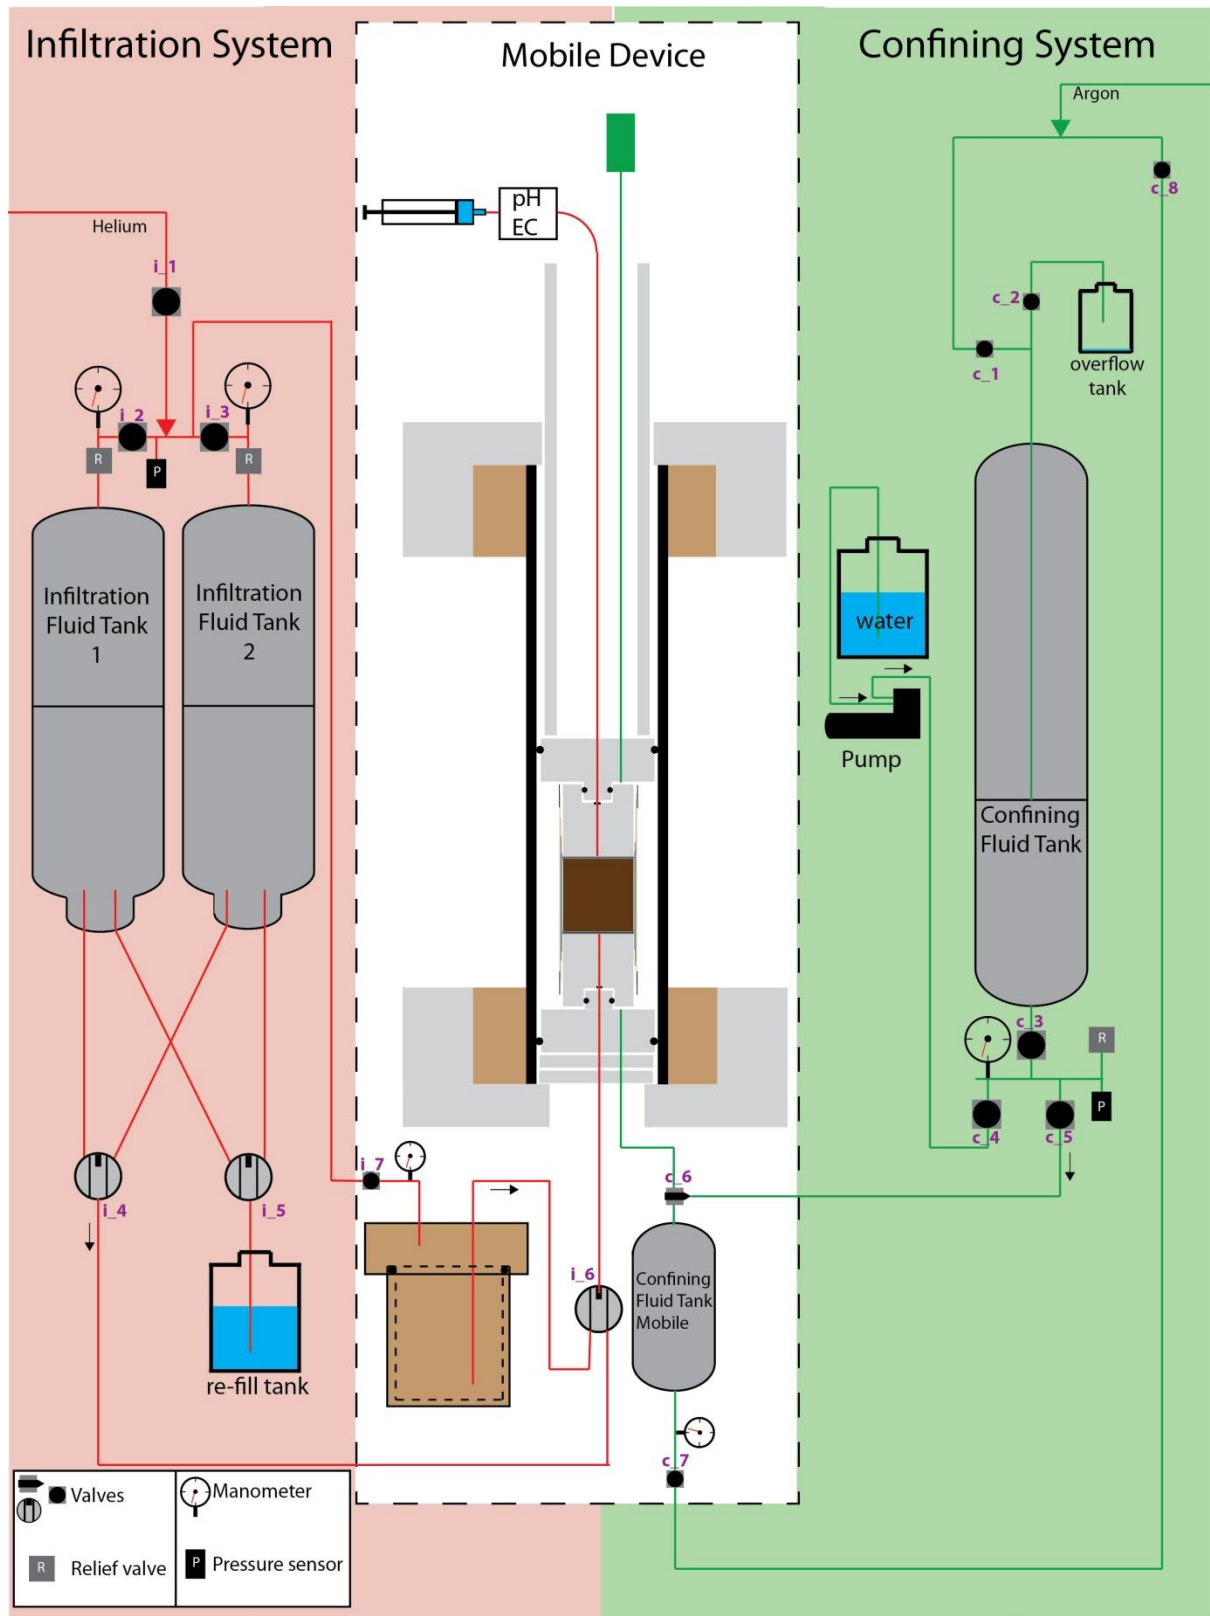 Infiltration System
Mobile Device
Confining System
Argon
c_8
pH
EC
Helium
i_1
c_2
c_1
overflow
tank
i_2
i_3
R
P
R
Infiltration
Fluid Tank
1
Infiltration
Fluid Tank
2
water
Pump
Confining
Fluid Tank
c_3
R
P
c_4
c_5
i_7
c_6
i_4
i_5
i_6
Confining
Fluid Tank
Mobile
re-fill tank
c_7
Valves
Manometer
R
Relief valve
P
Pressure sensor